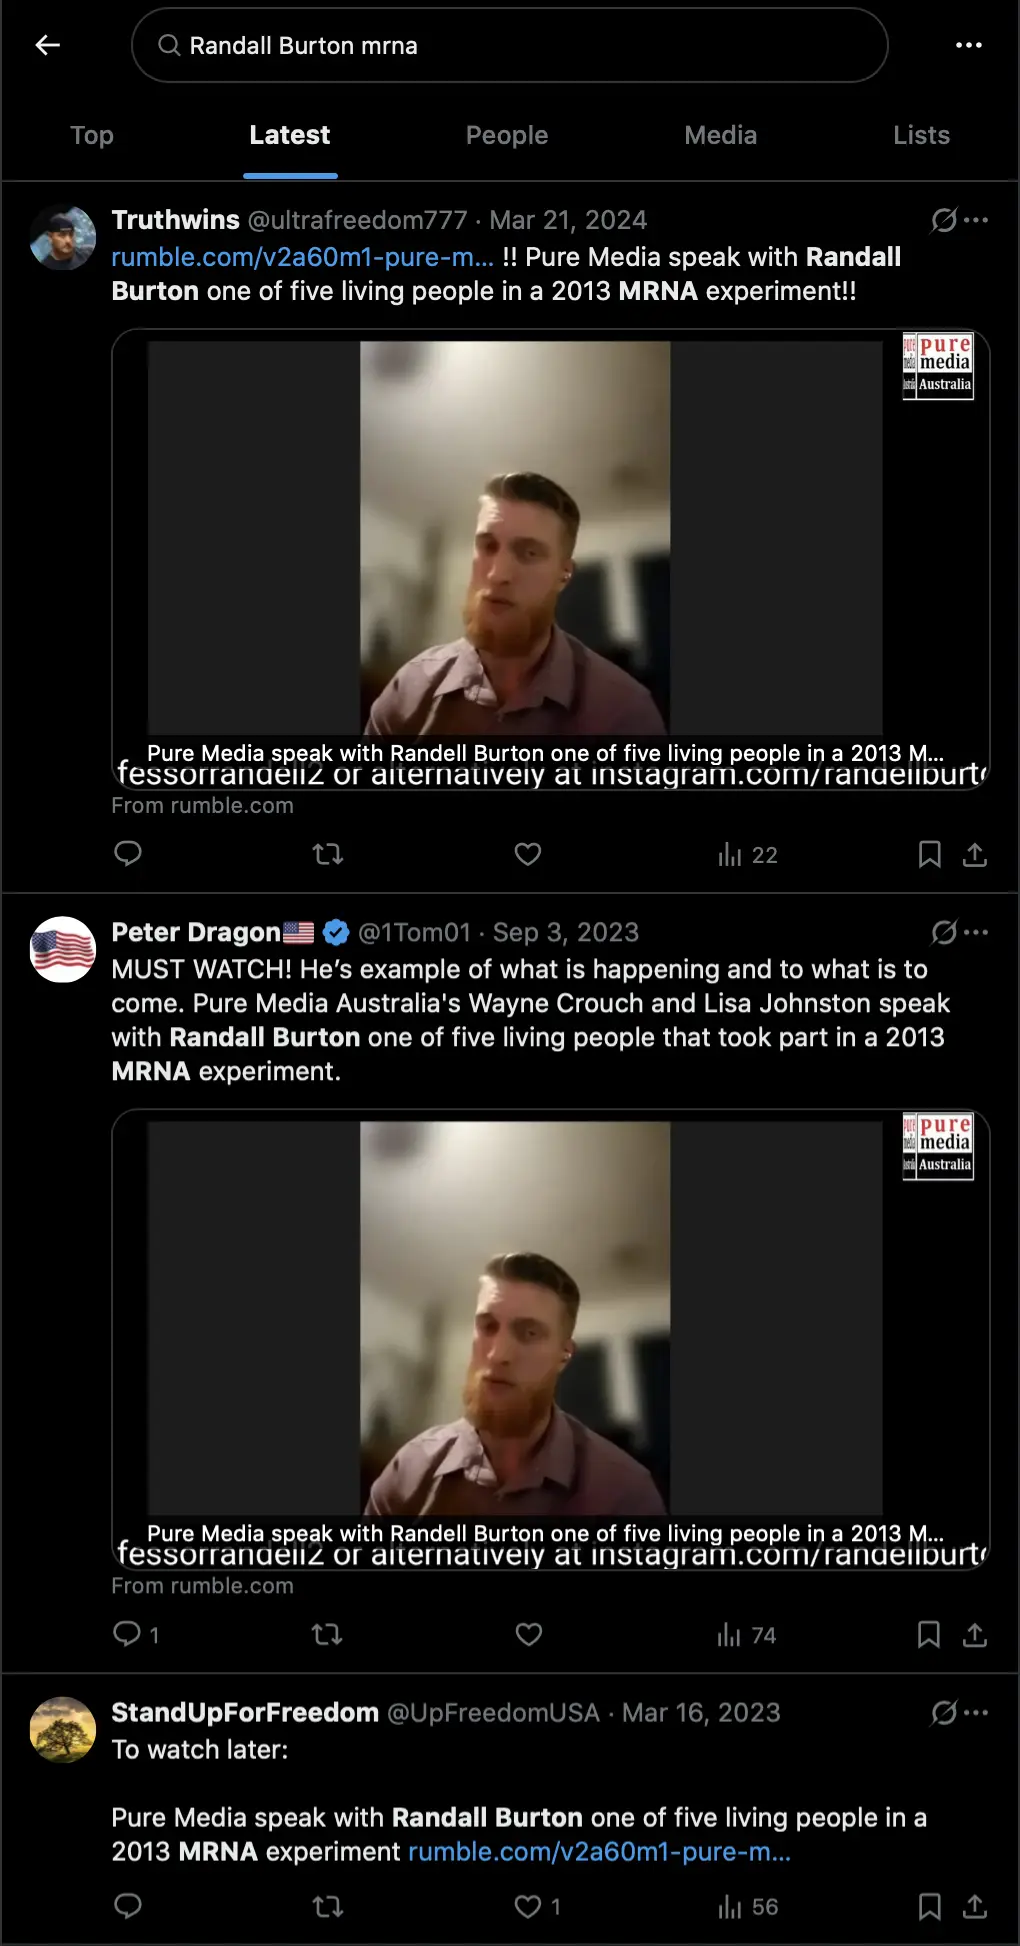 Randall Burton mrna
Top Latest People Media Lists
Truthwins @ultrafreedom777 · Mar 21, 2024
rumble.com/v2a60m1-pure-m... !! Pure Media speak with Randall
Burton one of five living people in a 2013 MRNA experiment!!
pure
media
Australia
Pure Media speak with Randell Burton one of five living people in a 2013 M...
fessorrandell2 or alternatively at instagram.com/randellburt
From rumble.com
22
Peter Dragon🇺🇸 @1Tom01 · Sep 3, 2023
MUST WATCH! He’s example of what is happening and to what is to
come. Pure Media Australia's Wayne Crouch and Lisa Johnston speak
with Randall Burton one of five living people that took part in a 2013
MRNA experiment.
pure
media
Australia
Pure Media speak with Randell Burton one of five living people in a 2013 M...
fessorrandell2 or alternatively at instagram.com/randellburt
From rumble.com
1 74
StandUpForFreedom @UpFreedomUSA · Mar 16, 2023
To watch later:
Pure Media speak with Randall Burton one of five living people in a
2013 MRNA experiment rumble.com/v2a60m1-pure-m...
1 56